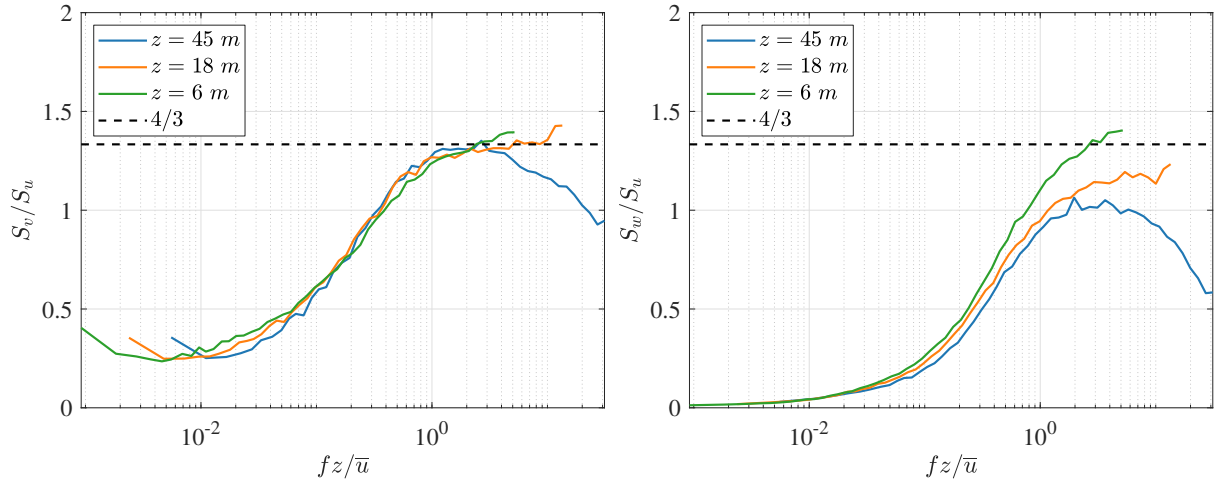 2
1.5
1
0.5
0
S_v/S_u
z = 45 m
z = 18 m
z = 6 m
4/3
10^{-2}
10^0
fz/\overline{u}
2
1.5
1
0.5
0
S_w/S_u
z = 45 m
z = 18 m
z = 6 m
4/3
10^{-2}
10^0
fz/\overline{u}